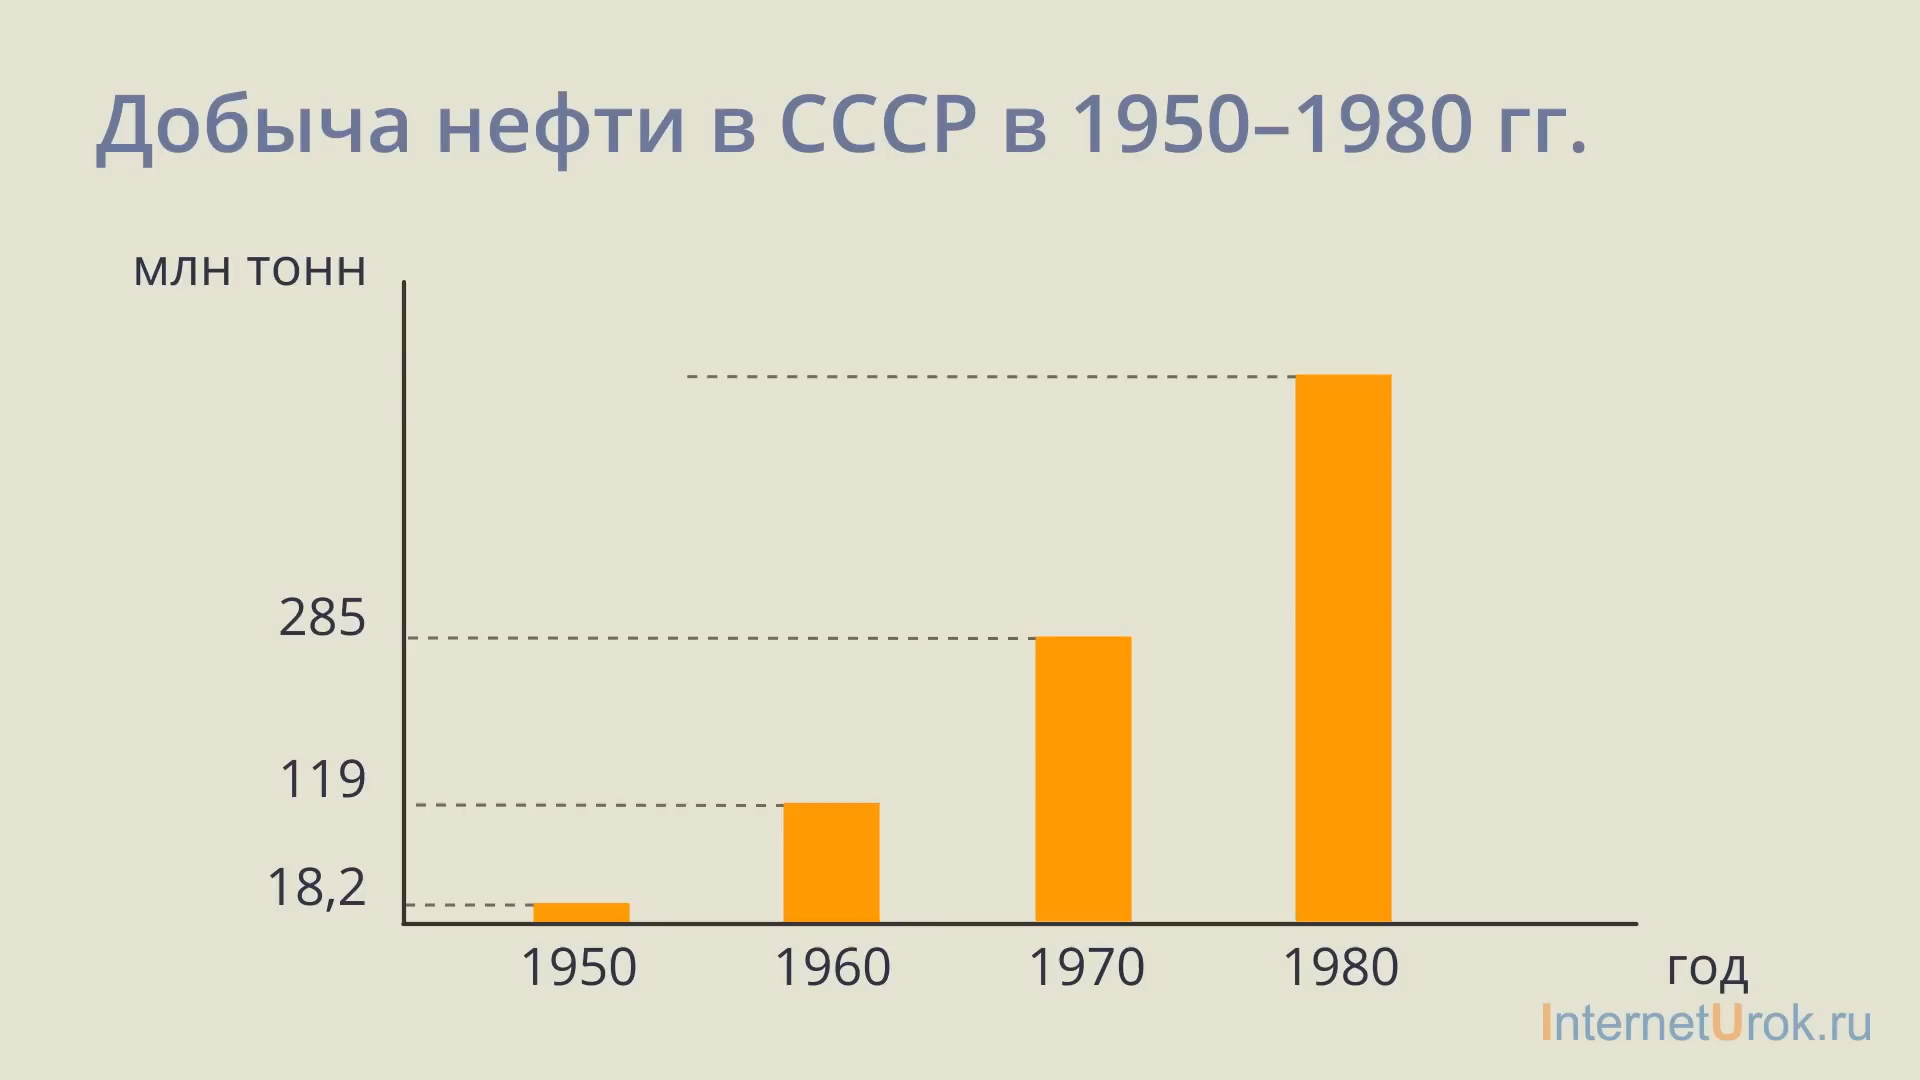 Добыча нефти в СССР в 1950–1980 гг.
млн тонн
285
119
18,2
1950 1960 1970 1980 год
InternetUrok.ru